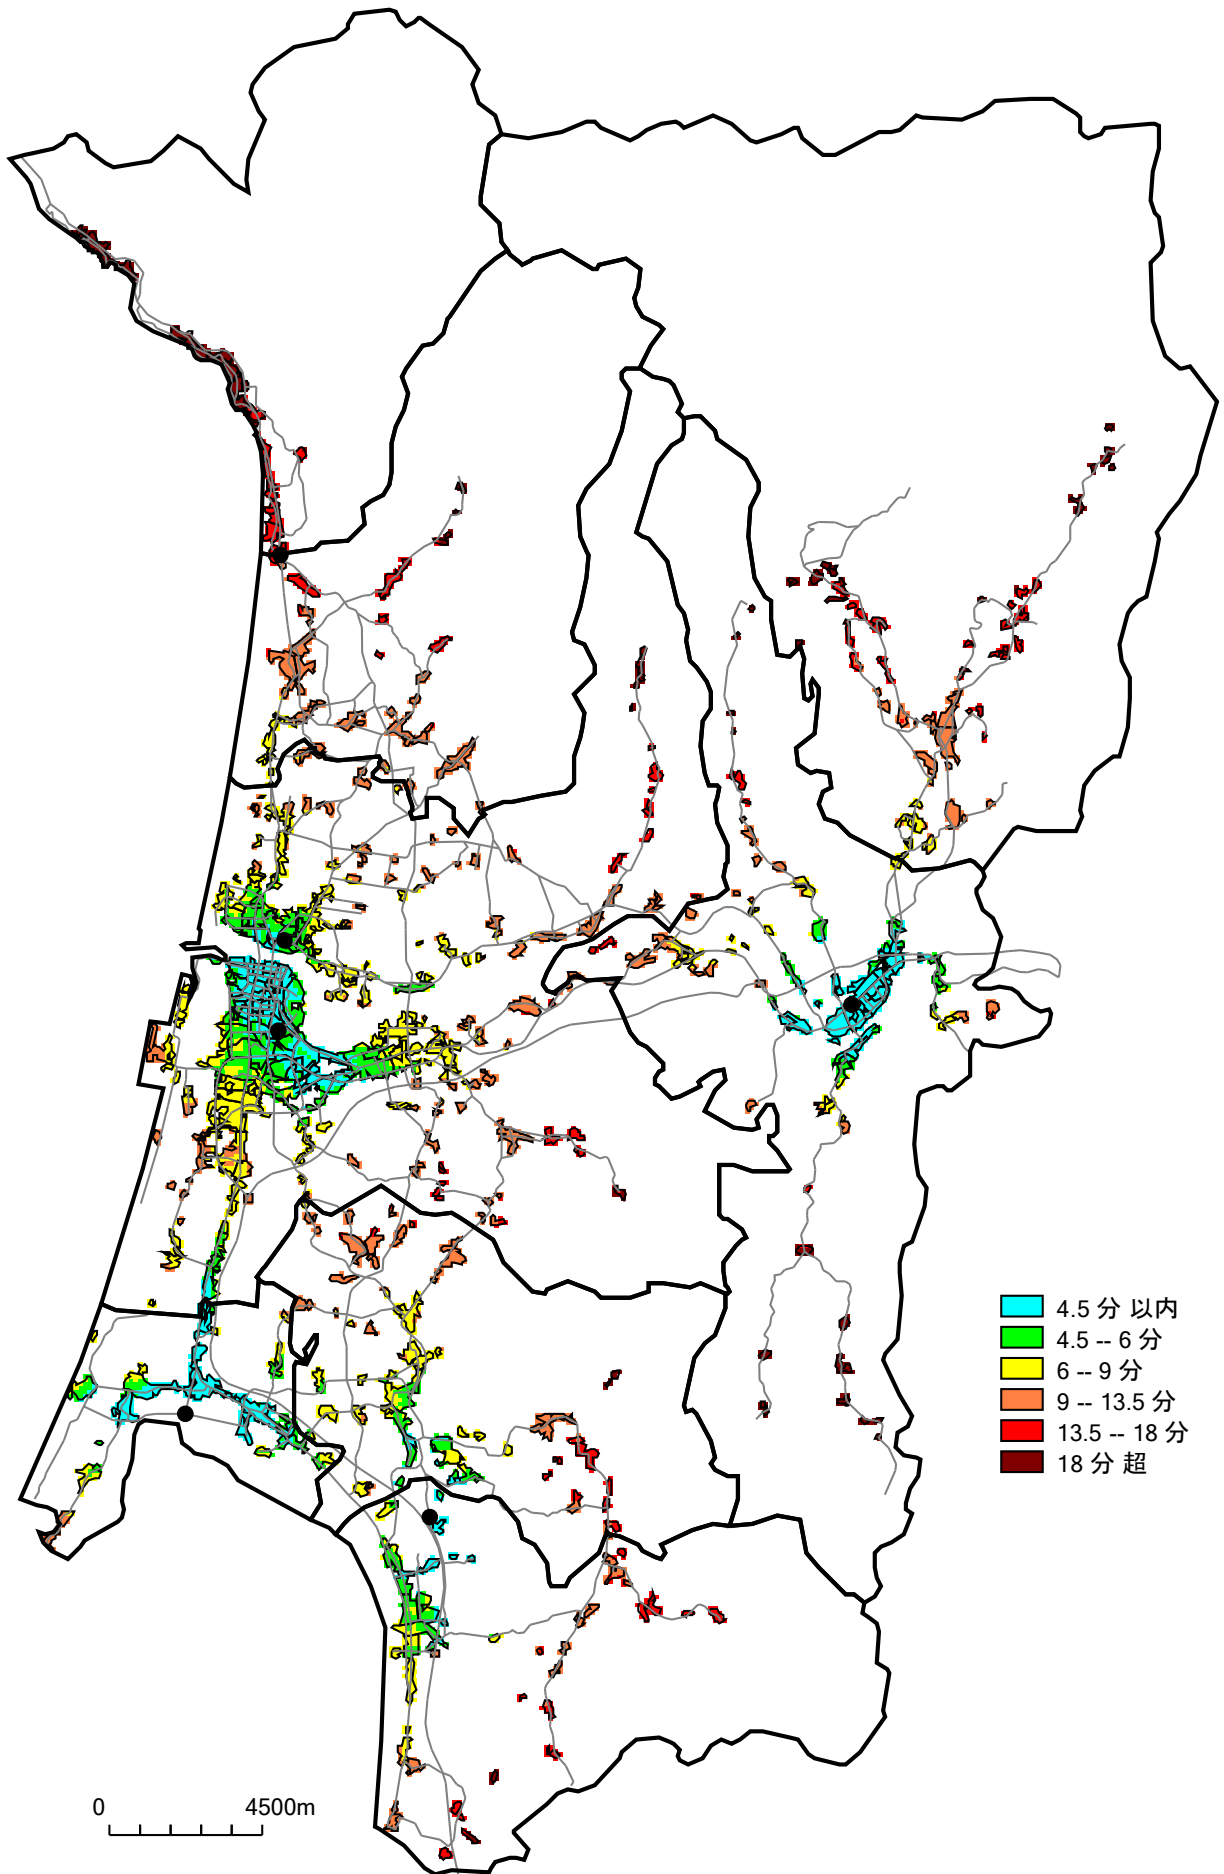 4.5 分 以内
4.5 -- 6 分
6 -- 9 分
9 -- 13.5 分
13.5 -- 18 分
18 分 超
0 4500m